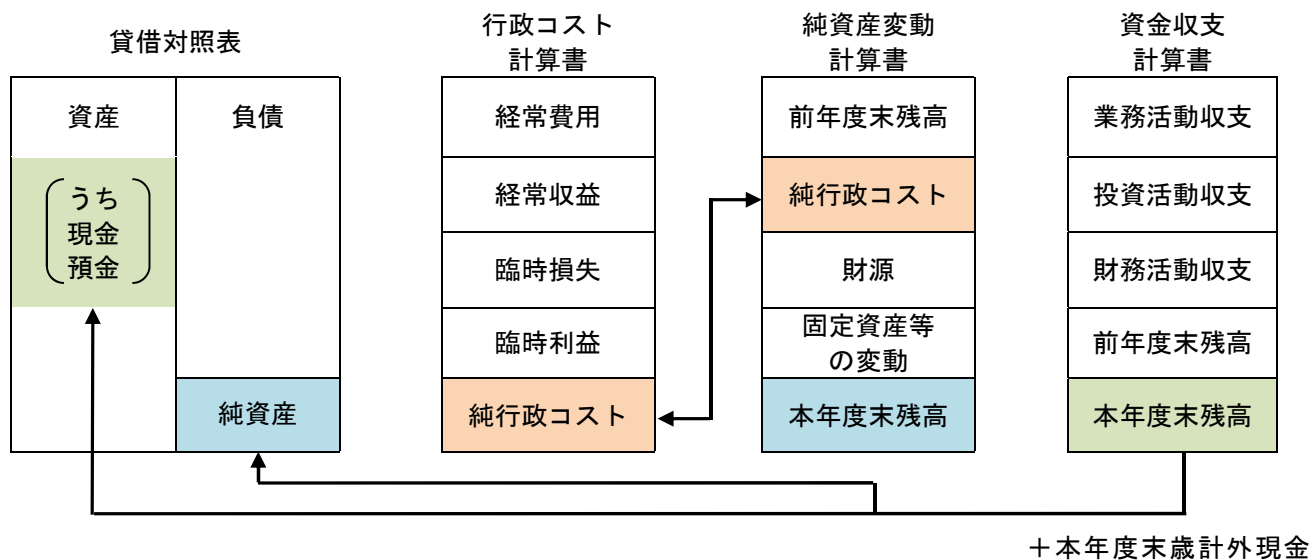 貸借対照表
資産
負債
うち
現金
預金
純資産
行政コスト
計算書
経常費用
経常収益
臨時損失
臨時利益
純行政コスト
純資産変動
計算書
前年度末残高
純行政コスト
財源
固定資産等
の変動
本年度末残高
資金収支
計算書
業務活動収支
投資活動収支
財務活動収支
前年度末残高
本年度末残高
＋本年度末歳計外現金